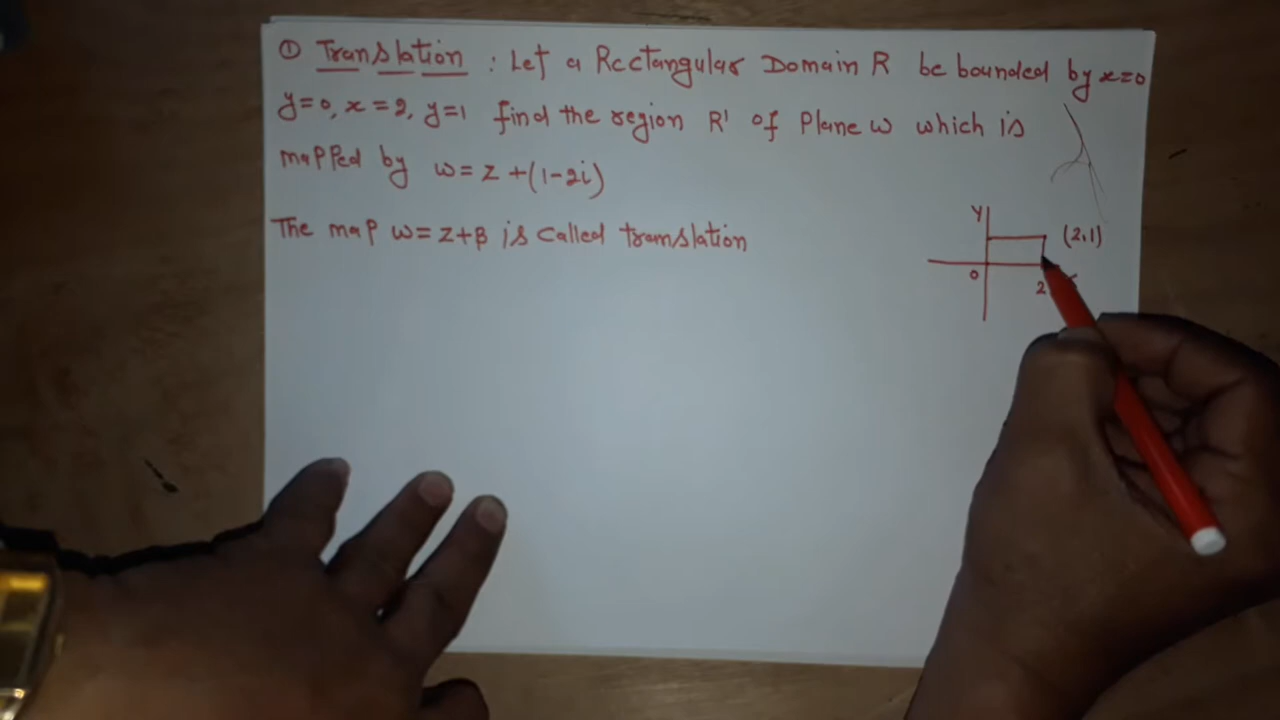 ① Translation : Let a Rectangular Domain R be bounded by x=0
y=0, x=2, y=1 find the region R' of Plane w which is
mapped by w = z + (1-2i)
The map w = z+β is called translation
Y
(2,1)
0
2